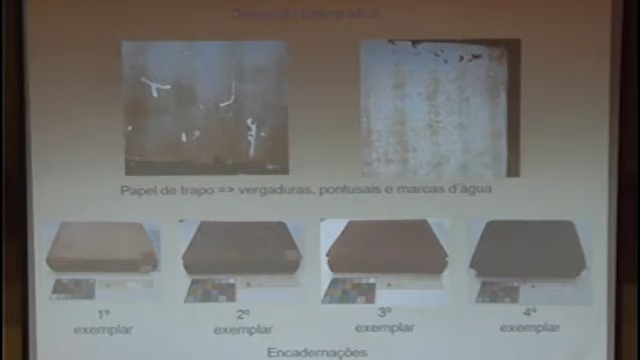 Papel de trapo => vergaduras, pontusais e marcas d'água
1º exemplar
2º exemplar
3º exemplar
4º exemplar
Encadernações